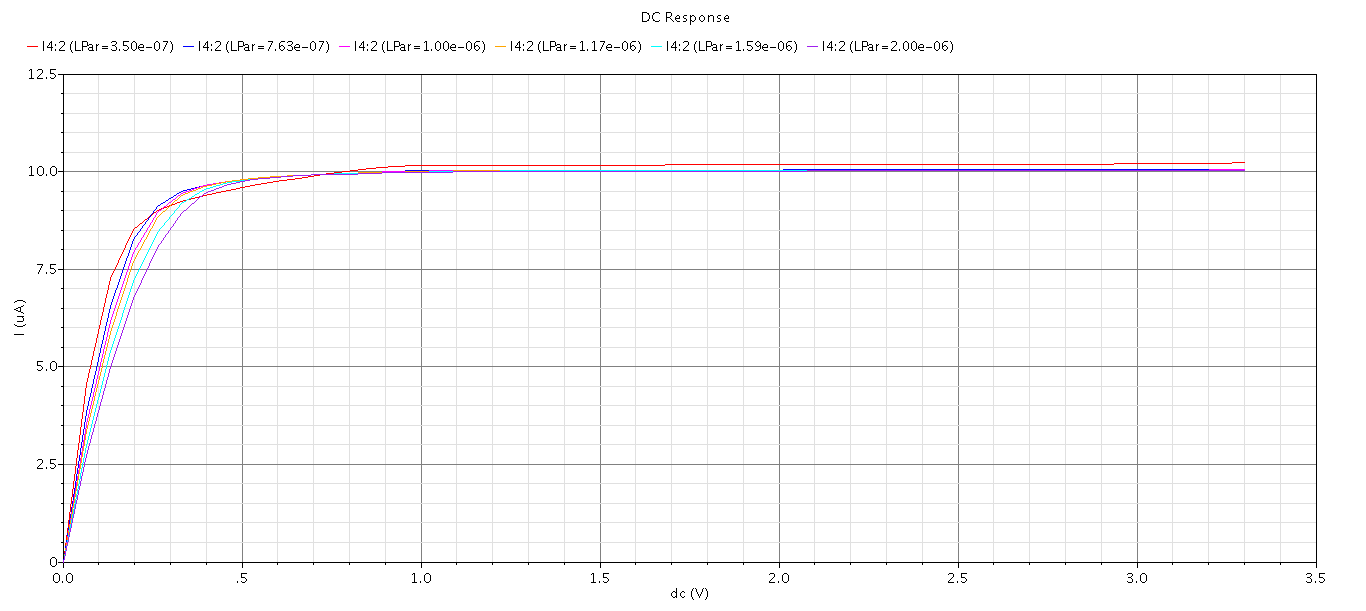 DC Response
I4:2 (LPar=3.50e-07) I4:2 (LPar=7.63e-07) I4:2 (LPar=1.00e-06) I4:2 (LPar=1.17e-06) I4:2 (LPar=1.59e-06) I4:2 (LPar=2.00e-06)
12.5
10.0
7.5
5.0
2.5
0
I (uA)
0.0 .5 1.0 1.5 2.0 2.5 3.0 3.5
dc (V)